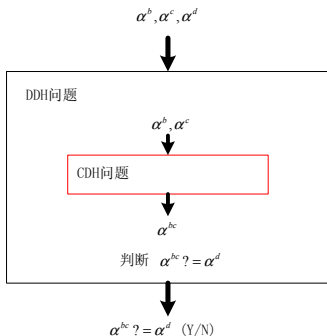 α^b,α^c,α^d
DDH问题
α^b,α^c
CDH问题
α^bc
判断 α^bc?=α^d
α^bc?=α^d (Y/N)